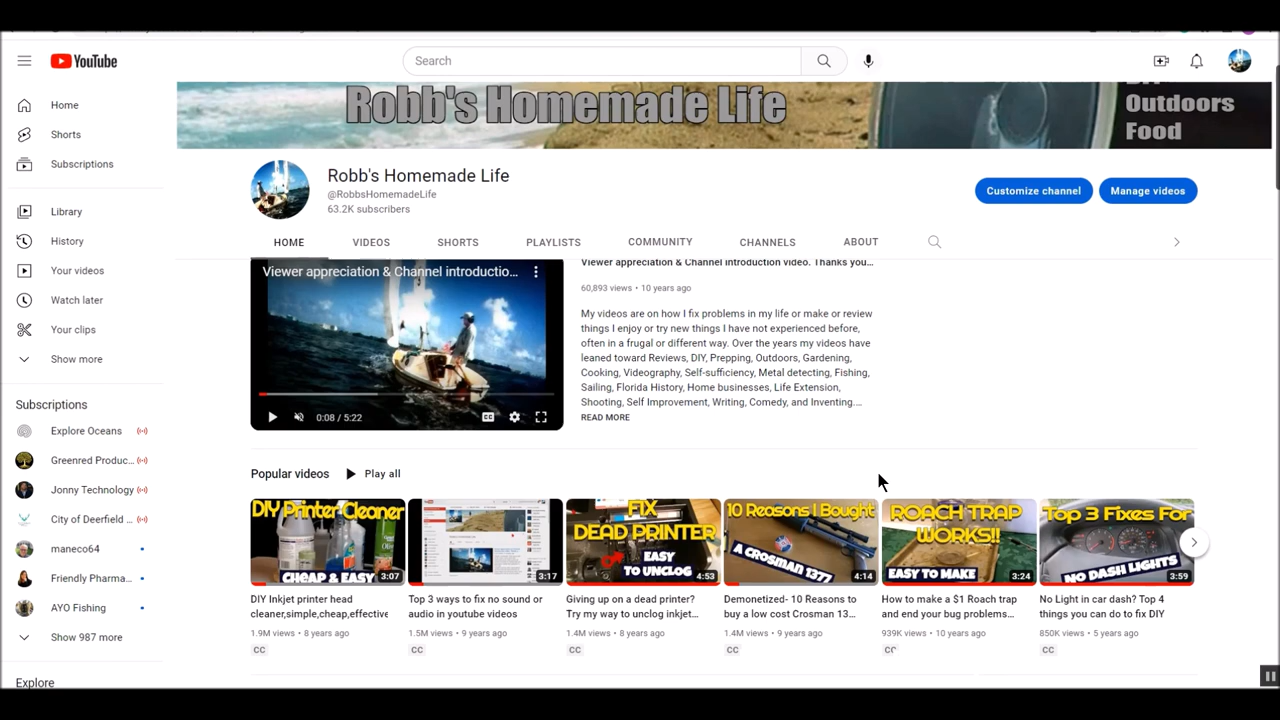 YouTube
Search
Home
Shorts
Subscriptions
Library
History
Your videos
Watch later
Your clips
Show more
Subscriptions
Explore Oceans
Greenred Produc...
Jonny Technology
City of Deerfield ...
maneco64
Friendly Pharma...
AYO Fishing
Show 987 more
Explore
Robb's Homemade Life
Outdoors
Food
Robb's Homemade Life
@RobbsHomemadeLife
63.2K subscribers
Customize channel
Manage videos
HOME
VIDEOS
SHORTS
PLAYLISTS
COMMUNITY
CHANNELS
ABOUT
Viewer appreciation & Channel introductio...
0:08 / 5:22
Viewer appreciation & Channel introduction video. Thank you...
60,893 views • 10 years ago
My videos are on how I fix problems in my life or make or review
things I enjoy or try new things I have not experienced before,
often in a frugal or different way. Over the years my videos have
leaned toward Reviews, DIY, Prepping, Outdoors, Gardening,
Cooking, Videography, Self-sufficiency, Metal detecting, Fishing,
Sailing, Florida History, Home businesses, Life Extension,
Shooting, Self Improvement, Writing, Comedy, and Inventing....
READ MORE
Popular videos
Play all
DIY Printer Cleaner
CHEAP & EASY
3:07
DIY Inkjet printer head
cleaner,simple,cheap,effective
1.9M views • 8 years ago
CC
3:17
Top 3 ways to fix no sound or
audio in youtube videos
1.5M views • 9 years ago
CC
FIX
DEAD PRINTER
EASY
TO UNCLOG
4:53
Giving up on a dead printer?
Try my way to unclog inkjet...
1.4M views • 8 years ago
CC
10 Reasons I Bought
A CROSMAN 1377
4:14
Demonetized- 10 Reasons to
buy a low cost Crosman 13...
1.4M views • 9 years ago
CC
ROACH TRAP
WORKS!!
EASY TO MAKE
3:24
How to make a $1 Roach trap
and end your bug problems...
939K views • 10 years ago
CC
Top 3 Fixes For
NO DASH LIGHTS
3:59
No Light in car dash? Top 4
things you can do to fix DIY
850K views • 5 years ago
CC